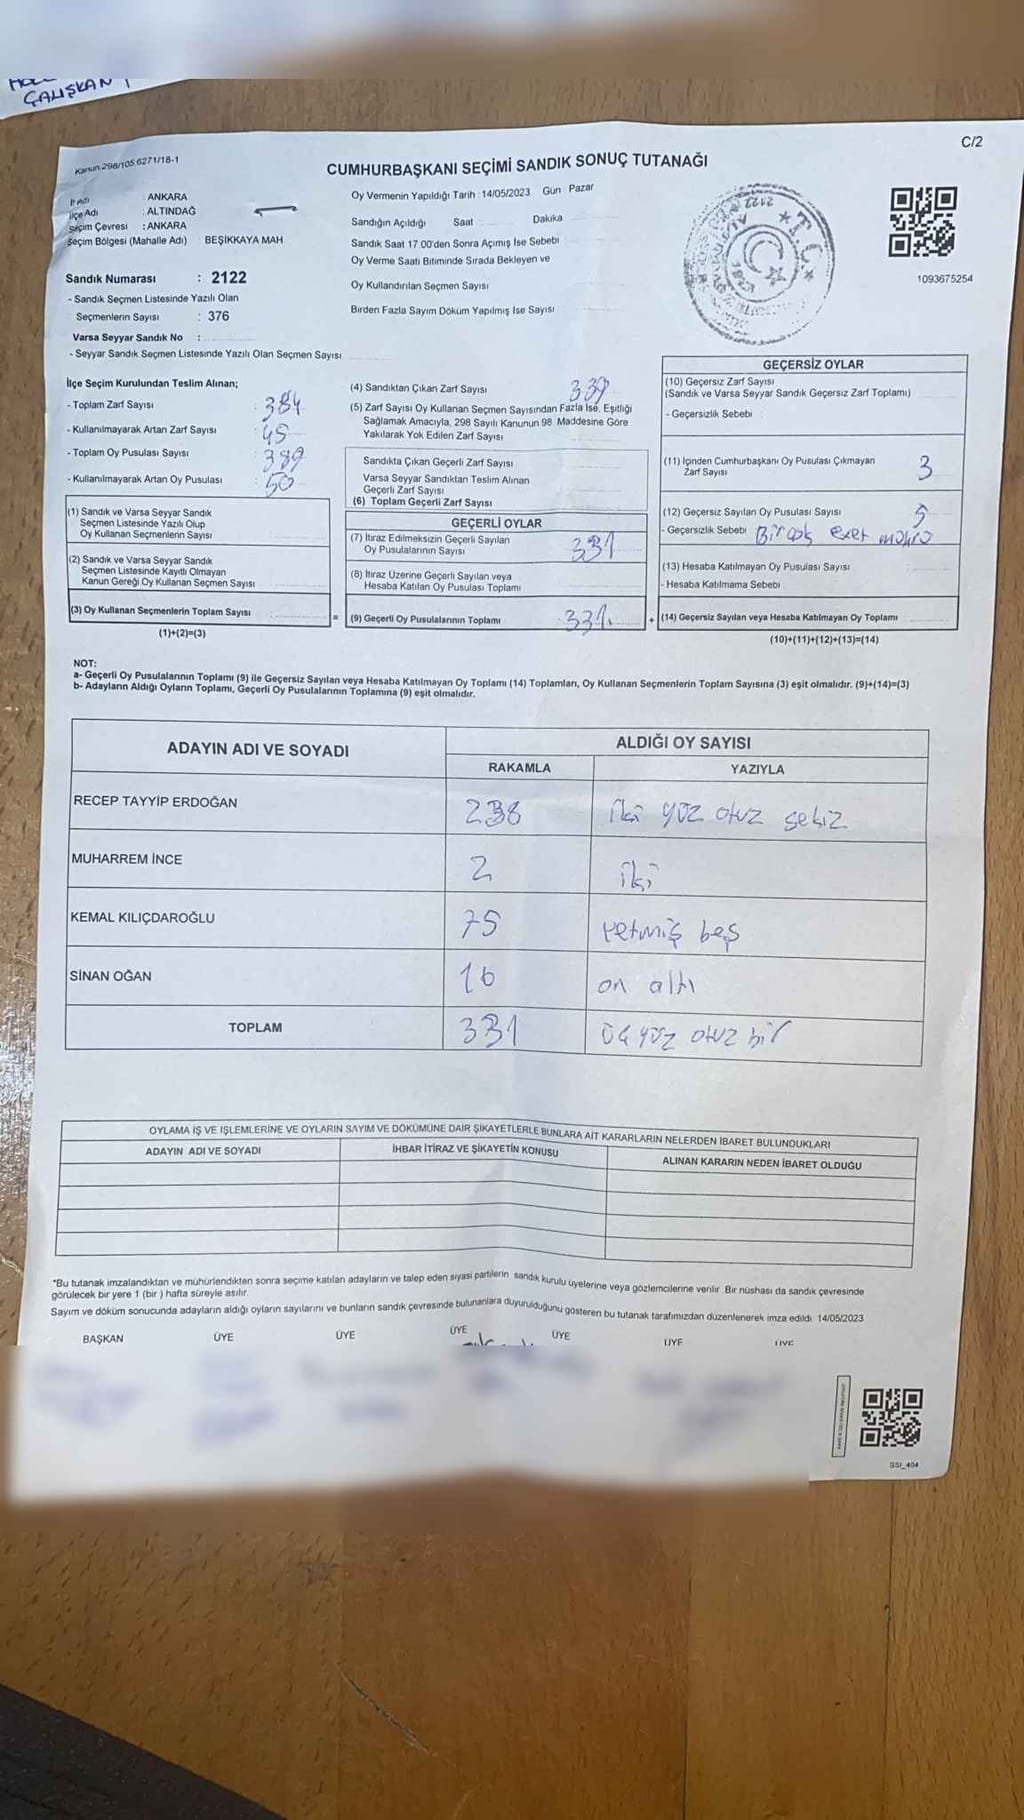 ÇALIŞKAN
Kanun 298/105 6271/18-1
C/2
CUMHURBAŞKANI SEÇİMİ SANDIK SONUÇ TUTANAĞI
İl Adı : ANKARA
İlçe Adı : ALTINDAĞ
Seçim Çevresi : ANKARA
Seçim Bölgesi (Mahalle Adı) BEŞİKKAYA MAH
Sandık Numarası : 2122
- Sandık Seçmen Listesinde Yazılı Olan
Seçmenlerin Sayısı : 376
Varsa Seyyar Sandık No :
- Seyyar Sandık Seçmen Listesinde Yazılı Olan Seçmen Sayısı
Oy Vermenin Yapıldığı Tarih : 14/05/2023 Gün Pazar
Sandığın Açıldığı Saat Dakika
Sandık Saat 17 00'den Sonra Açımış İse Sebebi
Oy Verme Saati Bitiminde Sırada Bekleyen ve
Oy Kullandırılan Seçmen Sayısı
Birden Fazla Sayım Döküm Yapılmış İse Sayısı
T.C.
2122
1093675254
İlçe Seçim Kurulundan Teslim Alınan;
- Toplam Zarf Sayısı : 384
- Kullanılmayarak Artan Zarf Sayısı : 45
- Toplam Oy Pusulası Sayısı : 389
- Kullanılmayarak Artan Oy Pusulası : 50
(1) Sandık ve Varsa Seyyar Sandık
Seçmen Listesinde Yazılı Olup
Oy Kullanan Seçmenlerin Sayısı
(2) Sandık ve Varsa Seyyar Sandık
Seçmen Listesinde Kayıtlı Olmayan
Kanun Gereği Oy Kullanan Seçmen Sayısı
(3) Oy Kullanan Seçmenlerin Toplam Sayısı
(1)+(2)=(3)
(4) Sandıktan Çıkan Zarf Sayısı 339
(5) Zarf Sayısı Oy Kullanan Seçmen Sayısından Fazla İse, Eşitliği
Sağlamak Amacıyla, 298 Sayılı Kanunun 98. Maddesine Göre
Yakılarak Yok Edilen Zarf Sayısı
Sandıkta Çıkan Geçerli Zarf Sayısı
Varsa Seyyar Sandıktan Teslim Alınan
Geçerli Zarf Sayısı
(6) Toplam Geçerli Zarf Sayısı
GEÇERLİ OYLAR
(7) İtiraz Edilmeksizin Geçerli Sayılan
Oy Pusulalarının Sayısı 331
(8) İtiraz Üzerine Geçerli Sayılan veya
Hesaba Katılan Oy Pusulası Toplamı
= (9) Geçerli Oy Pusulalarının Toplamı 331
GEÇERSİZ OYLAR
(10) Geçersiz Zarf Sayısı
(Sandık ve Varsa Seyyar Sandık Geçersiz Zarf Toplamı)
- Geçersizlik Sebebi
(11) İçinden Cumhurbaşkanı Oy Pusulası Çıkmayan
Zarf Sayısı 3
(12) Geçersiz Sayılan Oy Pusulası Sayısı 5
- Geçersizlik Sebebi
(13) Hesaba Katılmayan Oy Pusulası Sayısı
- Hesaba Katılmama Sebebi
+ (14) Geçersiz Sayılan veya Hesaba Katılmayan Oy Toplamı
(10)+(11)+(12)+(13)=(14)
NOT:
a- Geçerli Oy Pusulalarının Toplamı (9) ile Geçersiz Sayılan veya Hesaba Katılmayan Oy Toplamı (14) Toplamları, Oy Kullanan Seçmenlerin Toplam Sayısına (3) eşit olmalıdır. (9)+(14)=(3)
b- Adayların Aldığı Oyların Toplamı, Geçerli Oy Pusulalarının Toplamına (9) eşit olmalıdır.
ADAYIN ADI VE SOYADI ALDIĞI OY SAYISI
RAKAMLA YAZIYLA
RECEP TAYYİP ERDOĞAN 238 iki yüz otuz sekiz
MUHARREM İNCE 2 iki
KEMAL KILIÇDAROĞLU 75 yetmiş beş
SİNAN OĞAN 16 on altı
TOPLAM 331 üçyüz otuz bir
OYLAMA İŞ VE İŞLEMLERİNE VE OYLARIN SAYIM VE DÖKÜMÜNE DAİR ŞİKAYETLERLE BUNLARA AİT KARARLARIN NELERDEN İBARET BULUNDUKLARI
ADAYIN ADI VE SOYADI İHBAR İTİRAZ VE ŞİKAYETİN KONUSU ALINAN KARARIN NEDEN İBARET OLDUĞU
*Bu tutanak imzalandıktan ve mühürlendikten sonra seçime katılan adayların ve talep eden siyasi partilerin sandık kurulu üyelerine veya gözlemcilerine verilir. Bir nüshası da sandık çevresinde
görülecek bir yere 1 (bir ) hafta süreyle asılır.
Sayım ve döküm sonucunda adayların aldığı oyların sayılarını ve bunların sandık çevresinde bulunanlara duyurulduğunu gösteren bu tutanak tarafımızdan düzenlenerek imza edildi. 14/05/2023
BAŞKAN ÜYE ÜYE ÜYE ÜYE ÜYE ÜYE
SSI_404